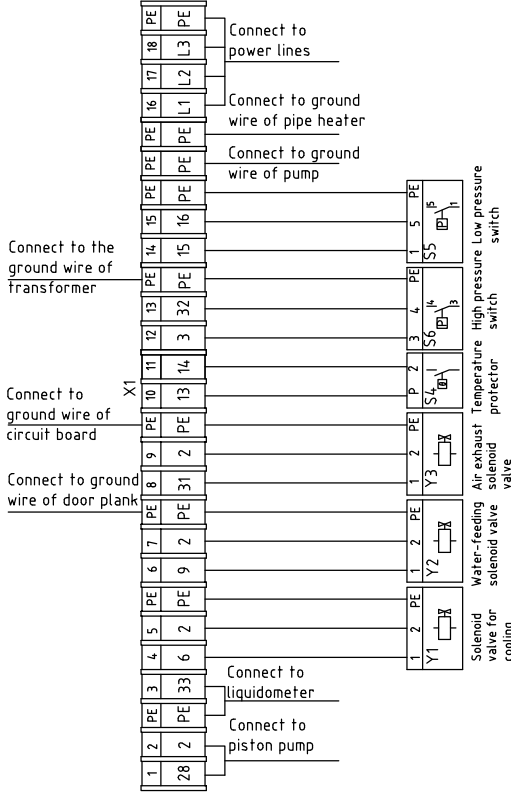 PE PE
18 L3
17 L2
16 L1
PE PE
PE PE
PE PE
15 16
14 15
PE PE
13 32
12 3
11 14
10 13
PE PE
9 2
8 31
PE PE
7 2
6 9
PE PE
5 2
4 6
3 33
PE PE
2 2
1 28
X1
Connect to
power lines
Connect to ground
wire of pipe heater
Connect to ground
wire of pump
Connect to the
ground wire of
transformer
Connect to
ground wire of
circuit board
Connect to ground
wire of door plank
Connect to
liquidometer
Connect to
piston pump
1 5 PE
S5 P 5 1
Low pressure
switch
3 4
S6 P 4 3
High pressure
switch
P 2
S4
Temperature
protector
1 2 PE
Y3
Air exhaust
solenoid
valve
1 2 PE
Y2
Water-feeding
solenoid valve
1 2 PE
Y1
Solenoid
valve for
cooling